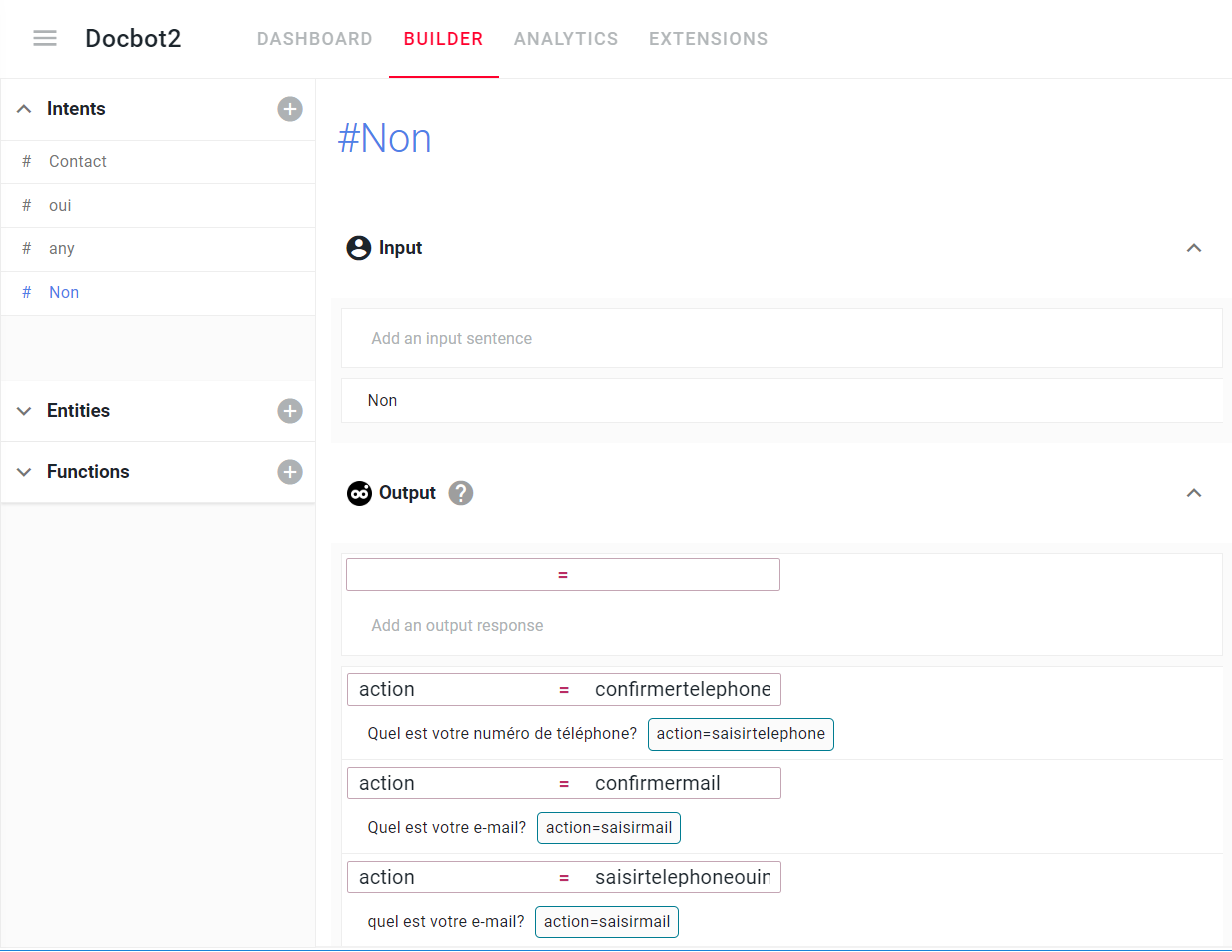 Docbot2 DASHBOARD BUILDER ANALYTICS EXTENSIONS
Intents
# Contact
# oui
# any
# Non
Entities
Functions
#Non
Input
Add an input sentence
Non
Output ?
=
Add an output response
action = confirmertelephone
Quel est votre numéro de téléphone? action=saisirtelephone
action = confirmermail
Quel est votre e-mail? action=saisirmail
action = saisirtelephoneouin
quel est votre e-mail? action=saisirmail